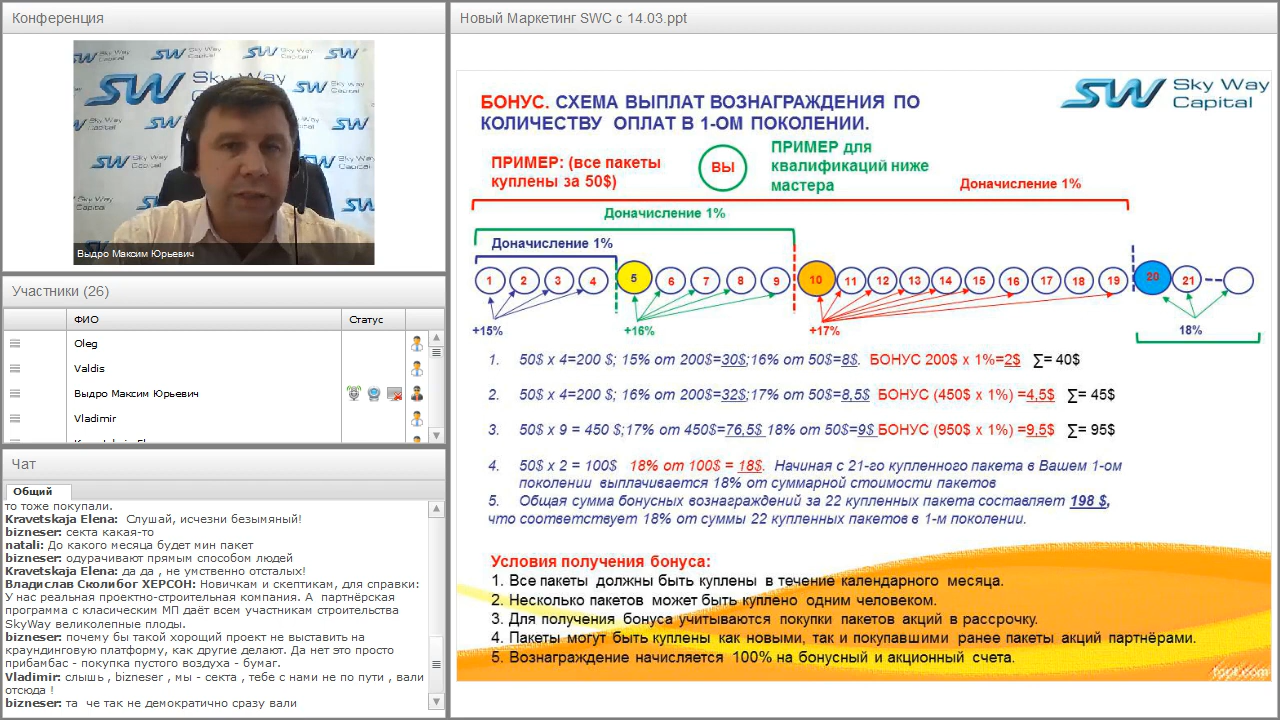 Конференция
Sky Way
Capital
Выдро Максим Юрьевич
Участники (26)
ФИО
Статус
Oleg
Valdis
Выдро Максим Юрьевич
Vladimir
Чат
Общий
то тоже покупали.
Kravetskaja Elena: Слушай, исчезни безымяный!
bizneser: секта какая-то
natali: До какого месяца будет мин пакет
bizneser: одурачивают прямым способом людей
Kravetskaja Elena: да да , не умственно отсталых!
Владислав Сколибог ХЕРСОН: Новичкам и скептикам, для справки:
У нас реальная проектно-строительная компания. А партнёрская
программа с класическим МП даёт всем участникам строительства
SkyWay великолепные плоды.
bizneser: почему бы такой хороций проект не выставить на
краундинговую платформу, как другие делают. Да нет это просто
прибамбас - покупка пустого воздуха - бумаг.
Vladimir: слышь , bizneser , мы - секта , тебе с нами не по пути , вали
отсюда !
bizneser: та че так не демократично сразу вали
Новый Маркетинг SWC с 14.03.ppt
SW Sky Way
Capital
БОНУС. СХЕМА ВЫПЛАТ ВОЗНАГРАЖДЕНИЯ ПО
КОЛИЧЕСТВУ ОПЛАТ В 1-ОМ ПОКОЛЕНИИ.
ПРИМЕР: (все пакеты
куплены за 50$)
ВЫ
ПРИМЕР для
квалификаций ниже
мастера
Доначисление 1%
Доначисление 1%
Доначисление 1%
1 2 3 4 5 6 7 8 9 10 11 12 13 14 15 16 17 18 19 20 21
+15% +16% +17% 18%
1. 50$ x 4=200 $; 15% от 200$=30$;16% от 50$=8$. БОНУС 200$ x 1%=2$ ∑= 40$
2. 50$ x 4=200 $; 16% от 200$=32$;17% от 50$=8,5$ БОНУС (450$ x 1%) =4,5$ ∑= 45$
3. 50$ x 9 = 450 $;17% от 450$=76,5$ 18% от 50$=9$ БОНУС (950$ x 1%) =9,5$ ∑= 95$
4. 50$ x 2 = 100$ 18% от 100$ = 18$. Начиная с 21-го купленного пакета в Вашем 1-ом
поколении выплачивается 18% от суммарной стоимости пакетов
5. Общая сумма бонусных вознаграждений за 22 купленных пакета составляет 198 $,
что соответствует 18% от суммы 22 купленных пакетов в 1-м поколении.
Условия получения бонуса:
1. Все пакеты должны быть куплены в течение календарного месяца.
2. Несколько пакетов может быть куплено одним человеком.
3. Для получения бонуса учитываются покупки пакетов акций в рассрочку.
4. Пакеты могут быть куплены как новыми, так и покупавшими ранее пакеты акций партнёрами.
5. Вознаграждение начисляется 100% на бонусный и акционный счета.
fppt.com